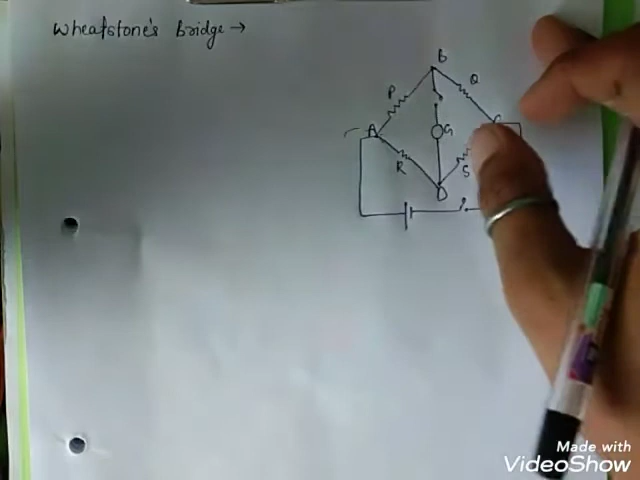 Wheatstone's Bridge →
B
P
Q
A
G
C
R
S
D
Made with
VideoShow